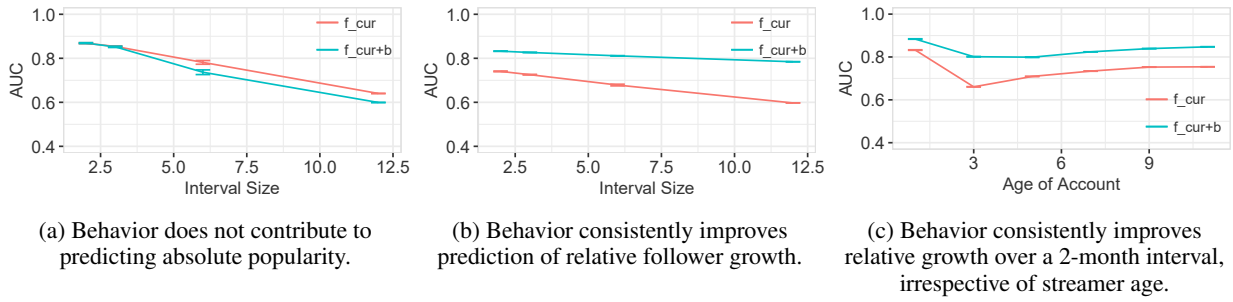 1.0
0.8
0.6
0.4
AUC
f_cur
f_cur+b
2.5 5.0 7.5 10.0 12.5
Interval Size
(a) Behavior does not contribute to
predicting absolute popularity.
1.0
0.8
0.6
0.4
AUC
f_cur
f_cur+b
2.5 5.0 7.5 10.0 12.5
Interval Size
(b) Behavior consistently improves
prediction of relative follower growth.
1.0
0.8
0.6
0.4
AUC
f_cur
f_cur+b
3 6 9
Age of Account
(c) Behavior consistently improves
relative growth over a 2-month interval,
irrespective of streamer age.